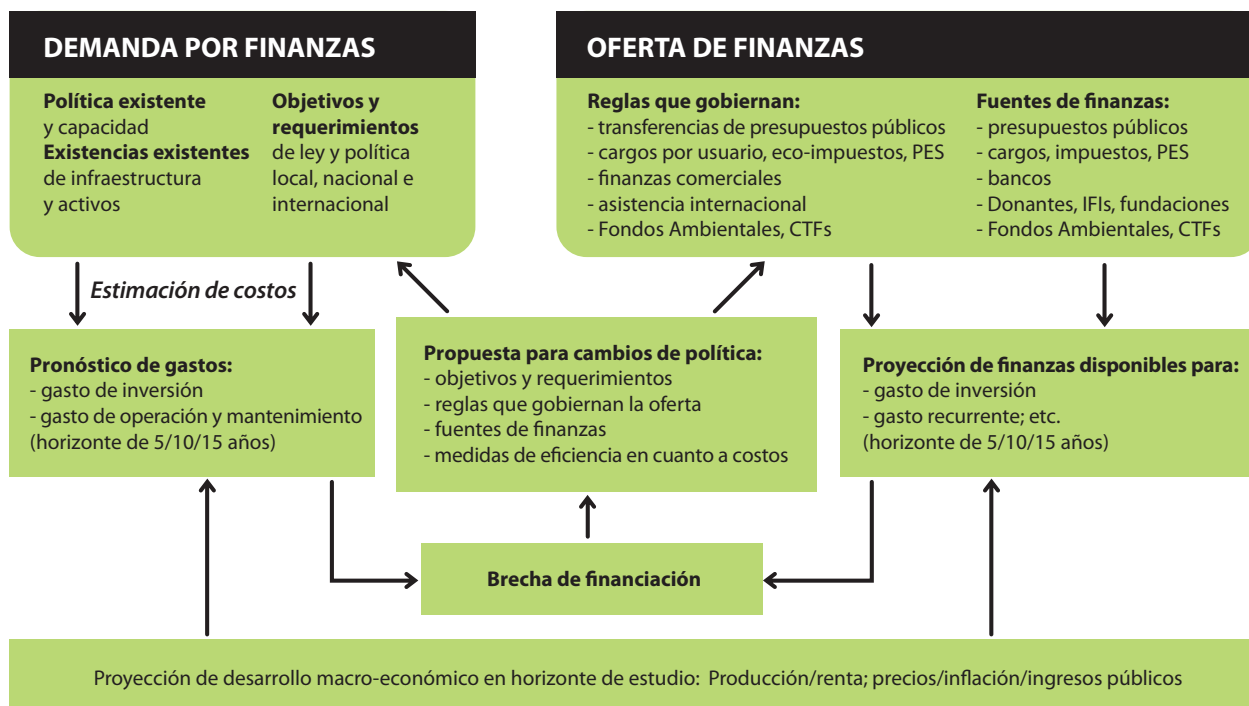 DEMANDA POR FINANZAS
Política existente
y capacidad
Existencias existentes
de infraestructura
y activos
Objetivos y
requerimientos
de ley y política
local, nacional e
internacional
OFERTA DE FINANZAS
Reglas que gobiernan:
- transferencias de presupuestos públicos
- cargos por usuario, eco-impuestos, PES
- finanzas comerciales
- asistencia internacional
- Fondos Ambientales, CTFs
Fuentes de finanzas:
- presupuestos públicos
- cargos, impuestos, PES
- bancos
- Donantes, IFIs, fundaciones
- Fondos Ambientales, CTFs
Estimación de costos
Pronóstico de gastos:
- gasto de inversión
- gasto de operación y mantenimiento
(horizonte de 5/10/15 años)
Propuesta para cambios de política:
- objetivos y requerimientos
- reglas que gobiernan la oferta
- fuentes de finanzas
- medidas de eficiencia en cuanto a costos
Proyección de finanzas disponibles para:
- gasto de inversión
- gasto recurrente; etc.
(horizonte de 5/10/15 años)
Brecha de financiación
Proyección de desarrollo macro-económico en horizonte de estudio: Producción/renta; precios/inflación/ingresos públicos